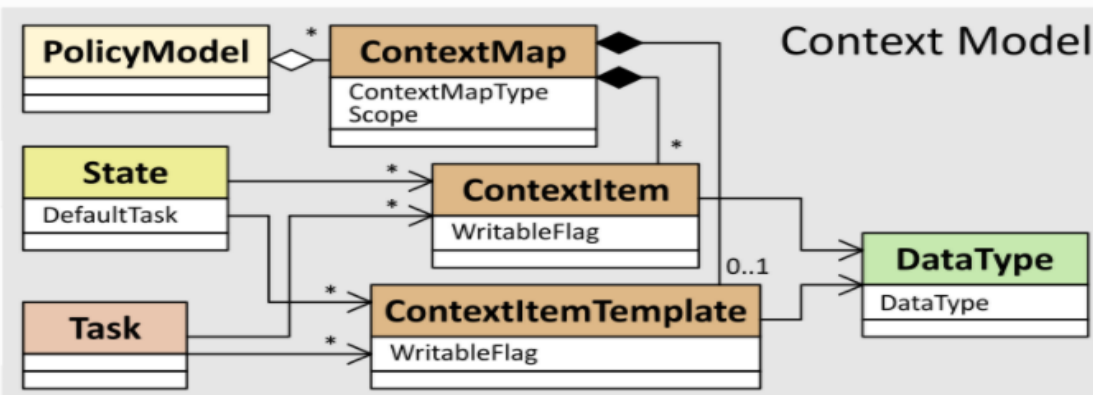 Context Model
PolicyModel
*
ContextMap
ContextMapType
Scope
State
DefaultTask
*
*
*
ContextItem
WritableFlag
0..1
DataType
DataType
Task
*
*
ContextItemTemplate
WritableFlag